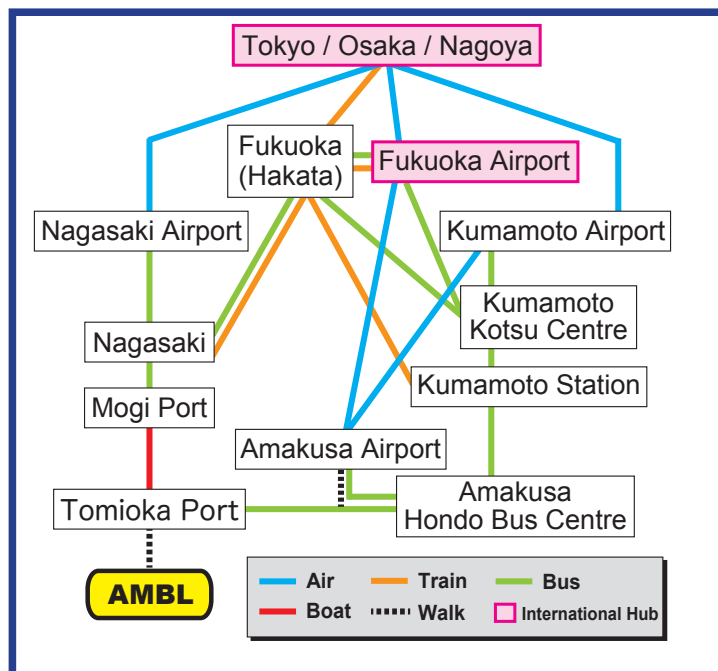 Tokyo / Osaka / Nagoya
Fukuoka
(Hakata)
Fukuoka Airport
Nagasaki Airport
Kumamoto Airport
Kumamoto
Kotsu Centre
Nagasaki
Kumamoto Station
Mogi Port
Amakusa Airport
Tomioka Port
Amakusa
Hondo Bus Centre
AMBL
Air
Train
Bus
Boat
Walk
International Hub